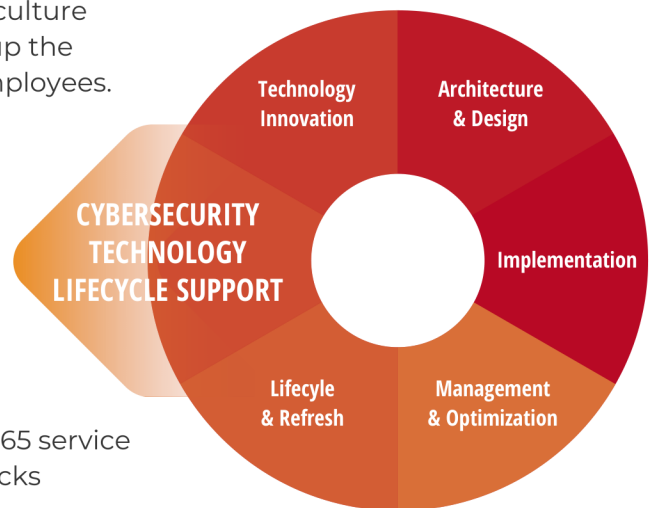 culture
up the
mployees.
Technology
Innovation
Architecture
& Design
CYBERSECURITY
TECHNOLOGY
LIFECYCLE SUPPORT
Implementation
Lifecyle
& Refresh
Management
& Optimization
65 service
cks